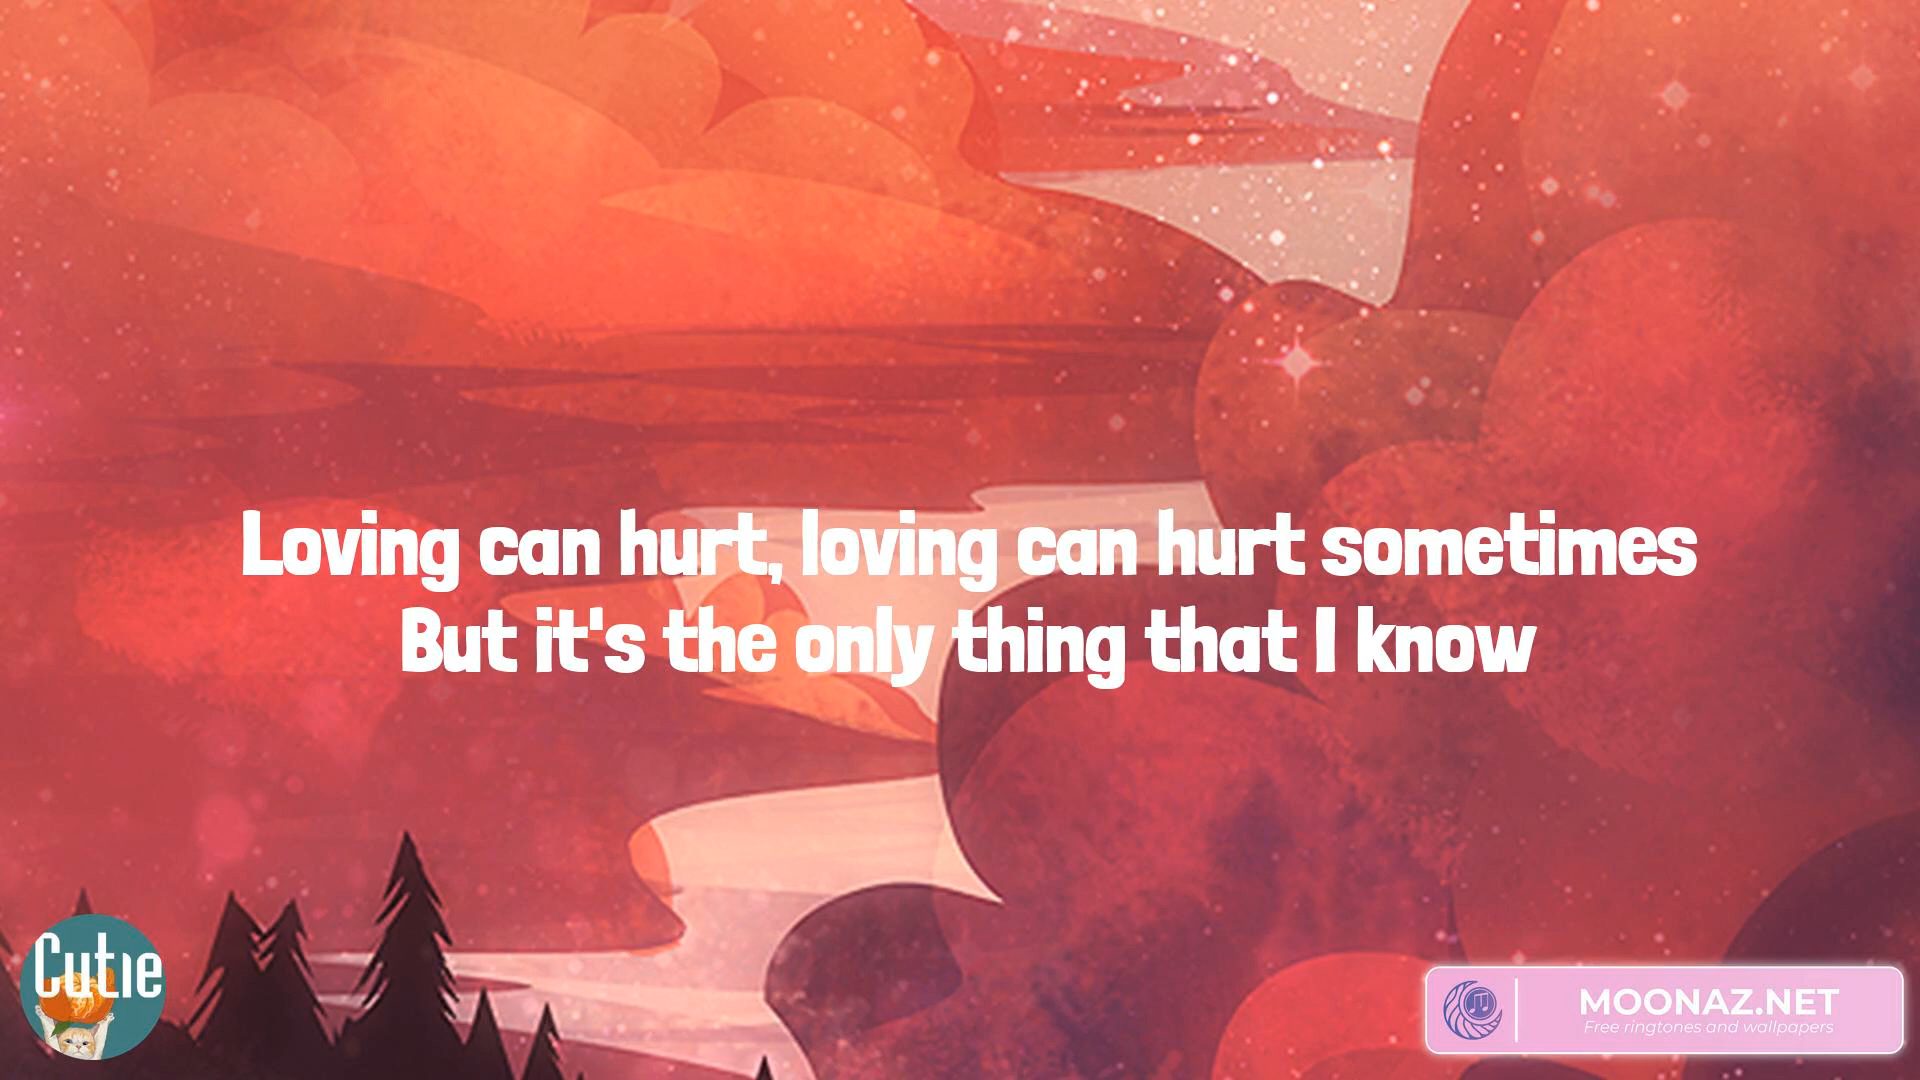 Loving can hurt, loving can hurt sometimes
But it's the only thing that I know
Cutie
MOONAZ.NET
Free ringtones and wallpapers